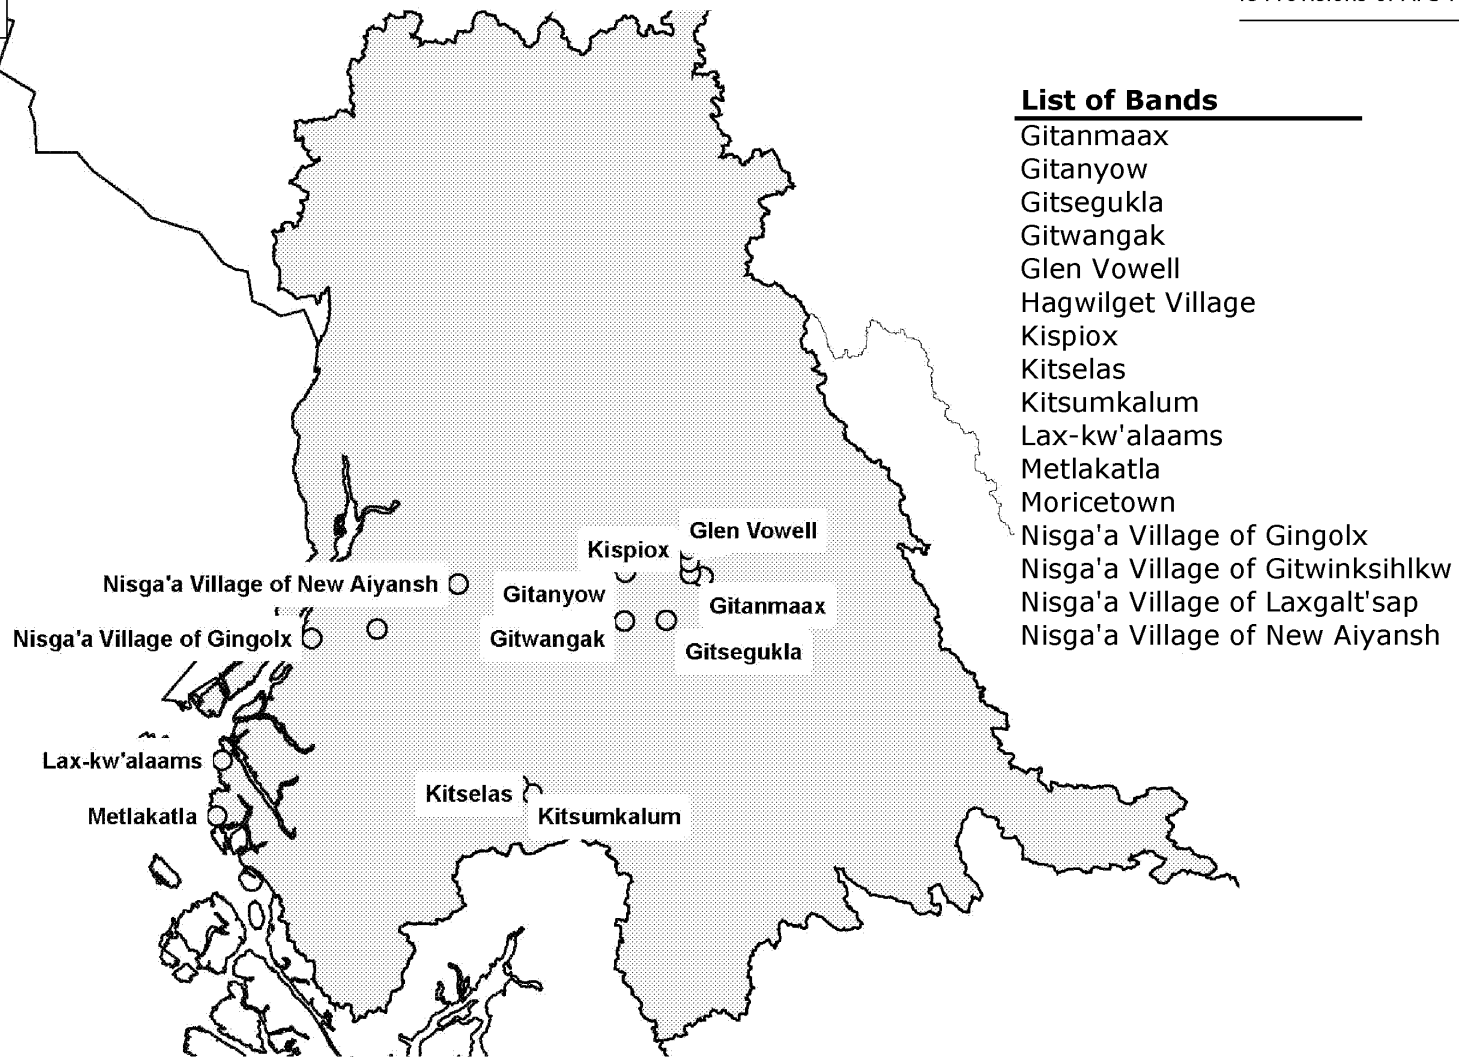 List of Bands
Gitanmaax
Gitanyow
Gitsegukla
Gitwangak
Glen Vowell
Hagwilget Village
Kispiox
Kitselas
Kitsumkalum
Lax-kw'alaams
Metlakatla
Moricetown
Nisga'a Village of Gingolx
Nisga'a Village of Gitwinksihlkw
Nisga'a Village of Laxgalt'sap
Nisga'a Village of New Aiyansh
Glen Vowell
Kispiox
Nisga'a Village of New Aiyansh
Gitanyow
Gitanmaax
Nisga'a Village of Gingolx
Gitwangak
Gitsegukla
Lax-kw'alaams
Kitselas
Metlakatla
Kitsumkalum